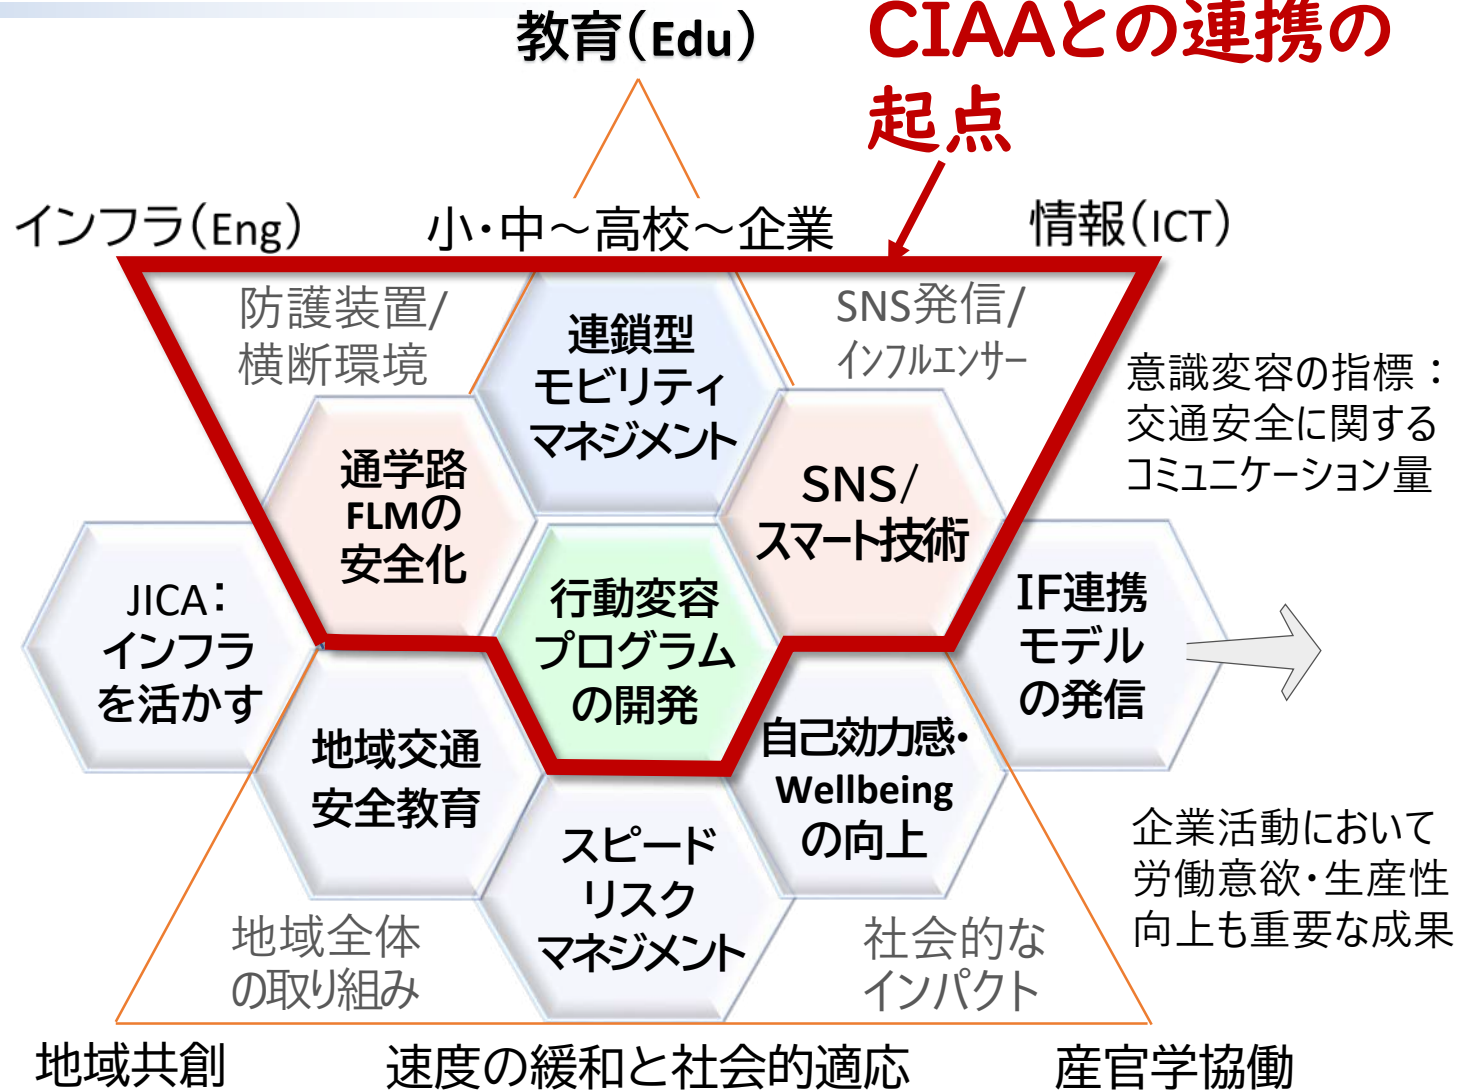 教育(Edu)
CIAAとの連携の
起点
インフラ(Eng)
小・中～高校～企業
情報(ICT)
防護装置/
横断環境
連鎖型
モビリティ
マネジメント
SNS発信/
インフルエンサー
意識変容の指標：
交通安全に関する
コミュニケーション量
通学路
FLMの
安全化
SNS/
スマート技術
JICA：
インフラ
を活かす
行動変容
プログラム
の開発
IF連携
モデル
の発信
地域交通
安全教育
自己効力感・
Wellbeing
の向上
スピード
リスク
マネジメント
企業活動において
労働意欲・生産性
向上も重要な成果
地域全体
の取り組み
社会的な
インパクト
地域共創
速度の緩和と社会的適応
産官学協働